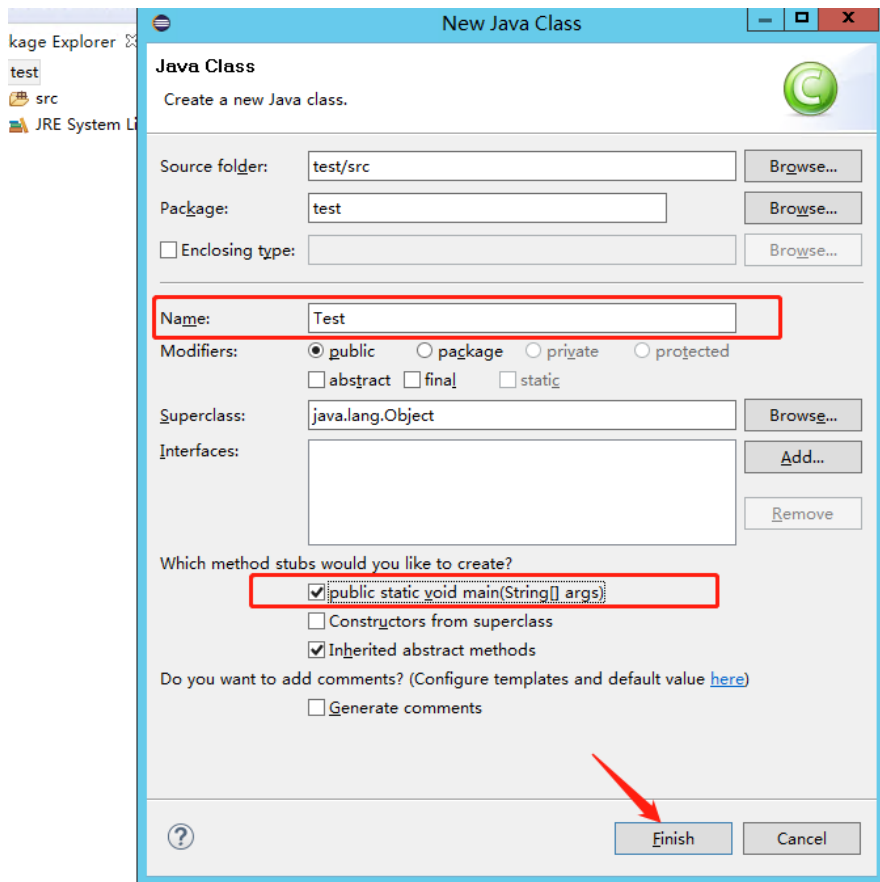 New Java Class
kage Explorer
test
src
JRE System Li
Java Class
Create a new Java class.
Source folder: test/src Browse...
Package: test Browse...
Enclosing type: Browse...
Name: Test
Modifiers: public package private protected
abstract final static
Superclass: java.lang.Object Browse...
Interfaces: Add...
Remove
Which method stubs would you like to create?
public static void main(String[] args)
Constructors from superclass
Inherited abstract methods
Do you want to add comments? (Configure templates and default value here)
Generate comments
? Finish Cancel